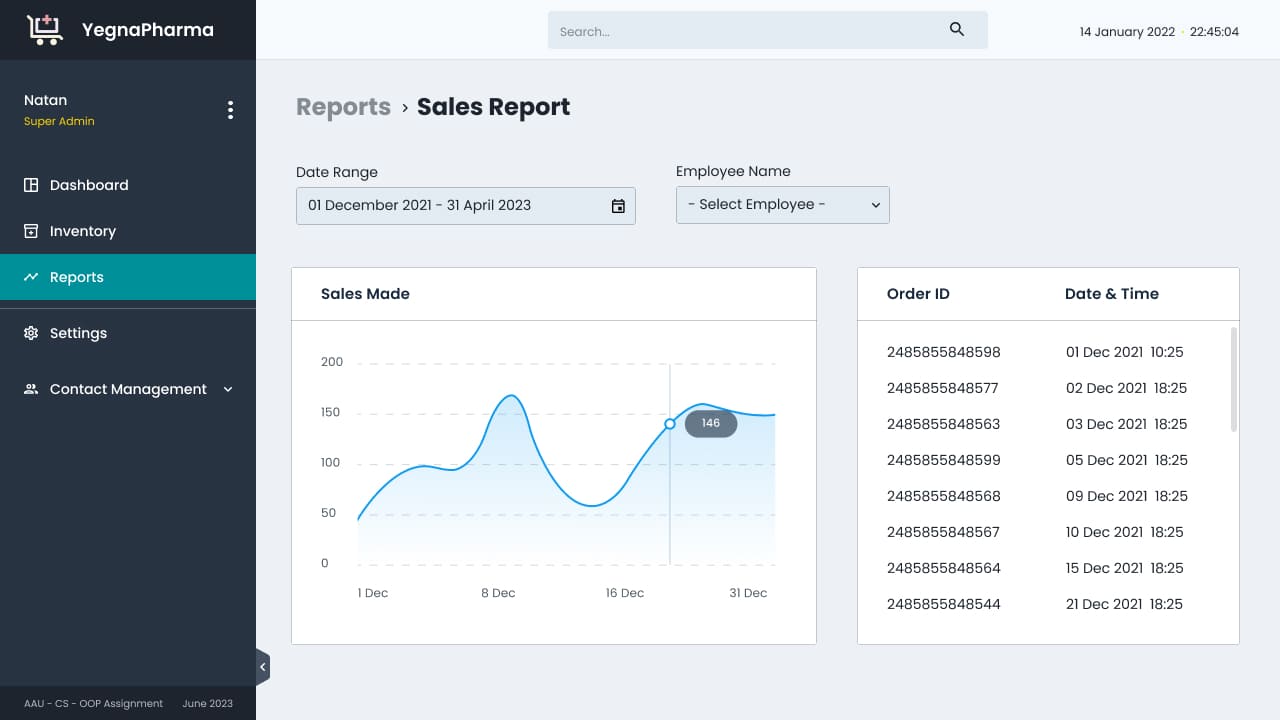 YegnaPharma
Search...
14 January 2022 · 22:45:04
Natan
Super Admin
Dashboard
Inventory
Reports
Settings
Contact Management
AAU - CS - OOP Assignment June 2023
Reports › Sales Report
Date Range
01 December 2021 - 31 April 2023
Employee Name
- Select Employee -
Sales Made
200
150
100
50
0
146
1 Dec 8 Dec 16 Dec 31 Dec
Order ID Date & Time
2485855848598 01 Dec 2021 10:25
2485855848577 02 Dec 2021 18:25
2485855848563 03 Dec 2021 18:25
2485855848599 05 Dec 2021 18:25
2485855848568 09 Dec 2021 18:25
2485855848567 10 Dec 2021 18:25
2485855848564 15 Dec 2021 18:25
2485855848544 21 Dec 2021 18:25